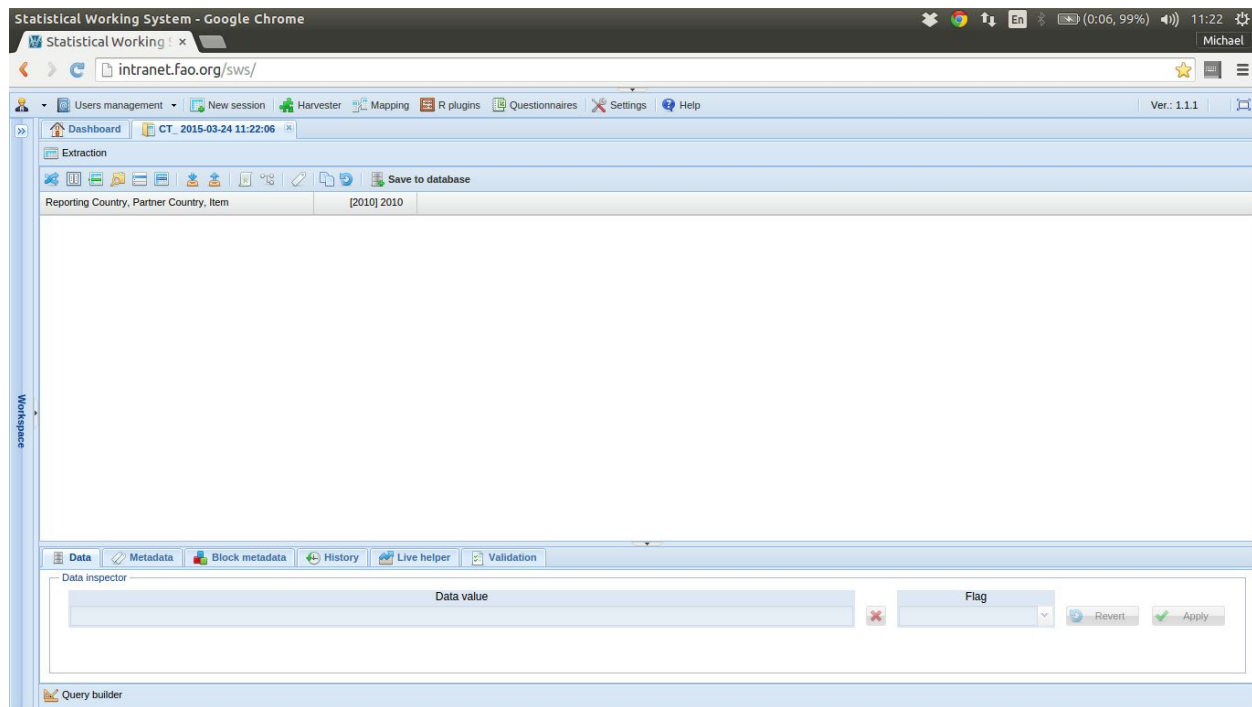 Statistical Working System - Google Chrome En (0:06, 99%) 11:22
Statistical Working S × Michael
intranet.fao.org/sws/
Users management New session Harvester Mapping R plugins Questionnaires Settings Help Ver.: 1.1.1
Dashboard CT_ 2015-03-24 11:22:06
Extraction
Save to database
Reporting Country, Partner Country, Item [2010] 2010
Workspace
Data Metadata Block metadata History Live helper Validation
Data inspector
Data value Flag
Revert Apply
Query builder